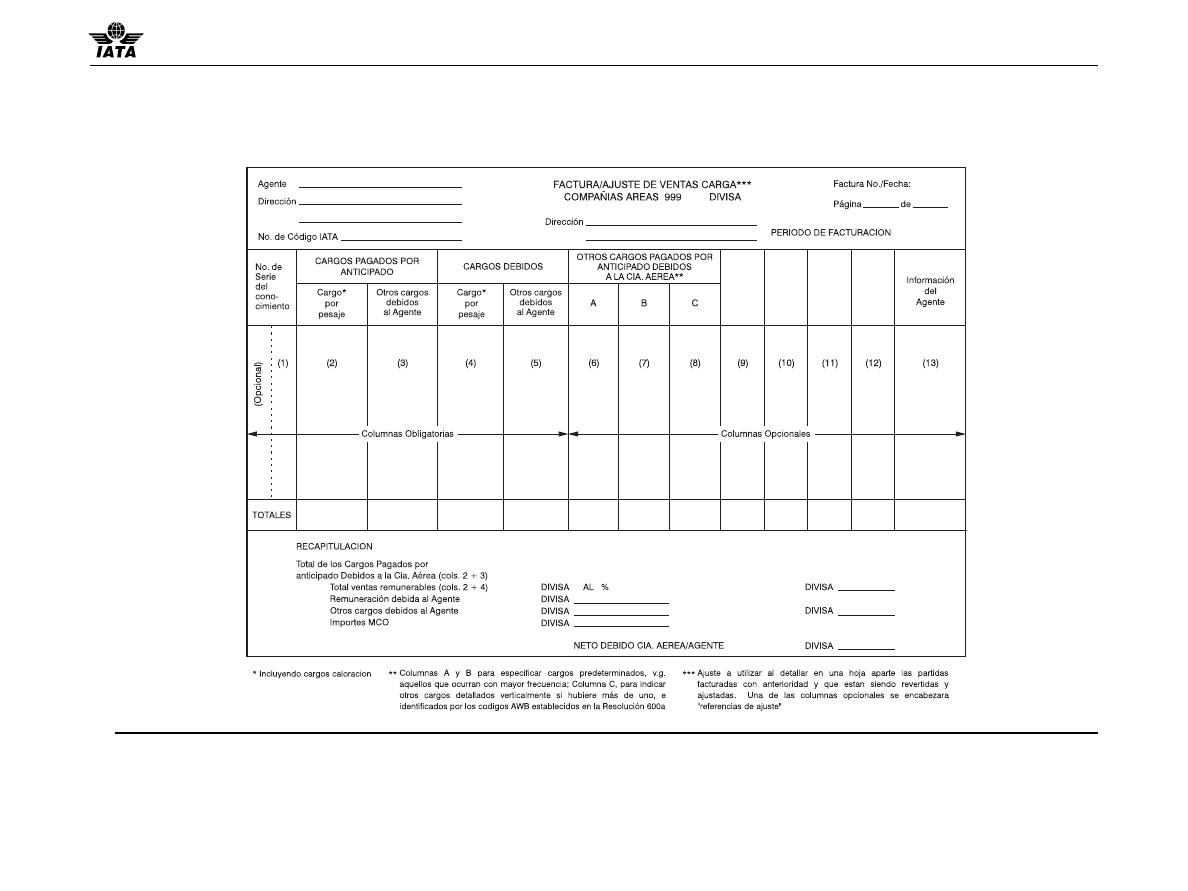 IATA
Agente
Dirección
No. de Código IATA
FACTURA/AJUSTE DE VENTAS CARGA***
COMPAÑIAS AREAS 999 DIVISA
Dirección
Factura No./Fecha:
Página de
PERIODO DE FACTURACION
No. de
Serie
del
cono-
cimiento
CARGOS PAGADOS POR
ANTICIPADO
CARGOS DEBIDOS
OTROS CARGOS PAGADOS POR
ANTICIPADO DEBIDOS
A LA CIA. AEREA**
Información
del
Agente
Cargo*
por
pesaje
Otros cargos
debidos
al Agente
Cargo*
por
pesaje
Otros cargos
debidos
al Agente
A B C
(Opcional)
(1) (2) (3) (4) (5) (6) (7) (8) (9) (10) (11) (12) (13)
Columnas Obligatorias Columnas Opcionales
TOTALES
RECAPITULACION
Total de los Cargos Pagados por
anticipado Debidos a la Cia. Aérea (cols. 2 + 3)
Total ventas remunerables (cols. 2 + 4) DIVISA AL % DIVISA
Remuneración debida al Agente DIVISA
Otros cargos debidos al Agente DIVISA DIVISA
Importes MCO DIVISA
NETO DEBIDO CIA. AEREA/AGENTE DIVISA
* Incluyendo cargos caloracion
** Columnas A y B para especificar cargos predeterminados, v.g.
aquellos que ocurran con mayor frecuencia; Columna C, para indicar
otros cargos detallados verticalmente si hubiere más de uno, e
identificados por los codigos AWB establecidos en la Resolución 600a
*** Ajuste a utilizar al detallar en una hoja aparte las partidas
facturadas con anterioridad y que estan siendo revertidas y
ajustadas. Una de las columnas opcionales se encabezara
"referencias de ajuste"